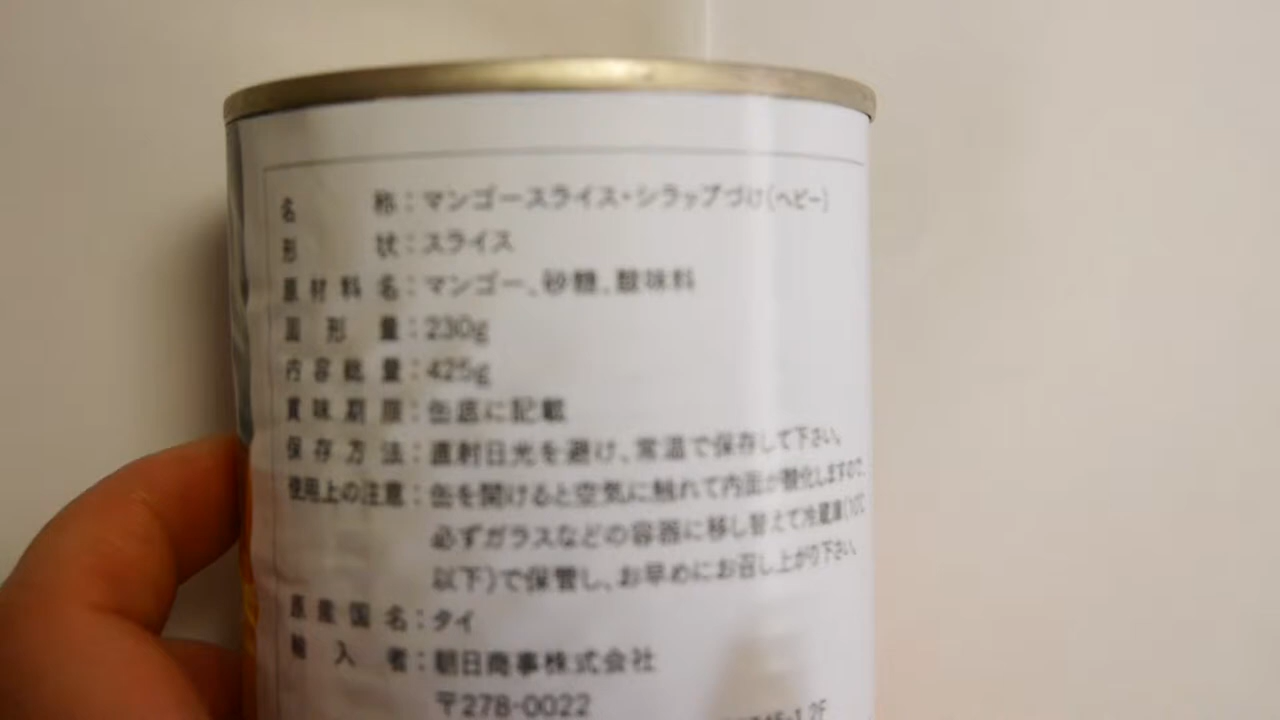 名称：マンゴースライス・シラップづけ(ヘビー)
形状：スライス
原材料名：マンゴー、砂糖、酸味料
固形量：230g
内容総量：425g
賞味期限：缶底に記載
保存方法：直射日光を避け、常温で保存して下さい。
使用上の注意：缶を開けると空気に触れて内面が酸化しますので、
必ずガラスなどの容器に移し替えて冷蔵庫(10℃
以下)で保管し、お早めにお召し上がり下さい。
原産国名：タイ
輸入者：朝日商事株式会社
〒278-0022
-1 2F